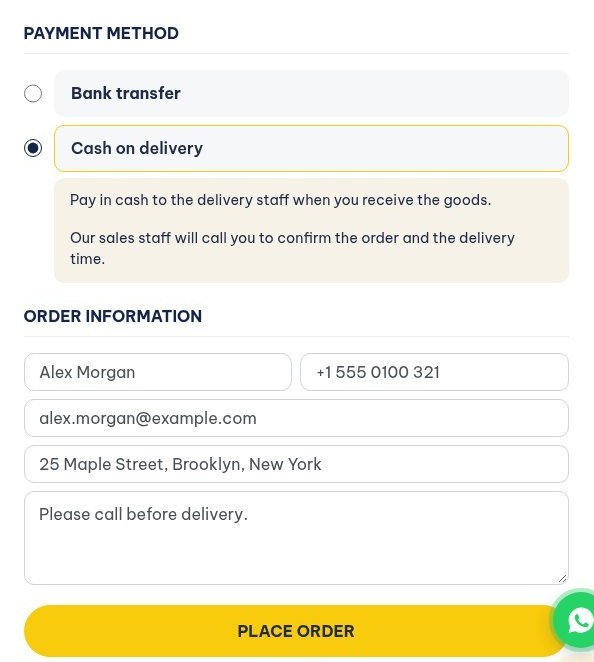 PAYMENT METHOD
Bank transfer
Cash on delivery
Pay in cash to the delivery staff when you receive the goods.
Our sales staff will call you to confirm the order and the delivery
time.
ORDER INFORMATION
Alex Morgan
+1 555 0100 321
alex.morgan@example.com
25 Maple Street, Brooklyn, New York
Please call before delivery.
PLACE ORDER